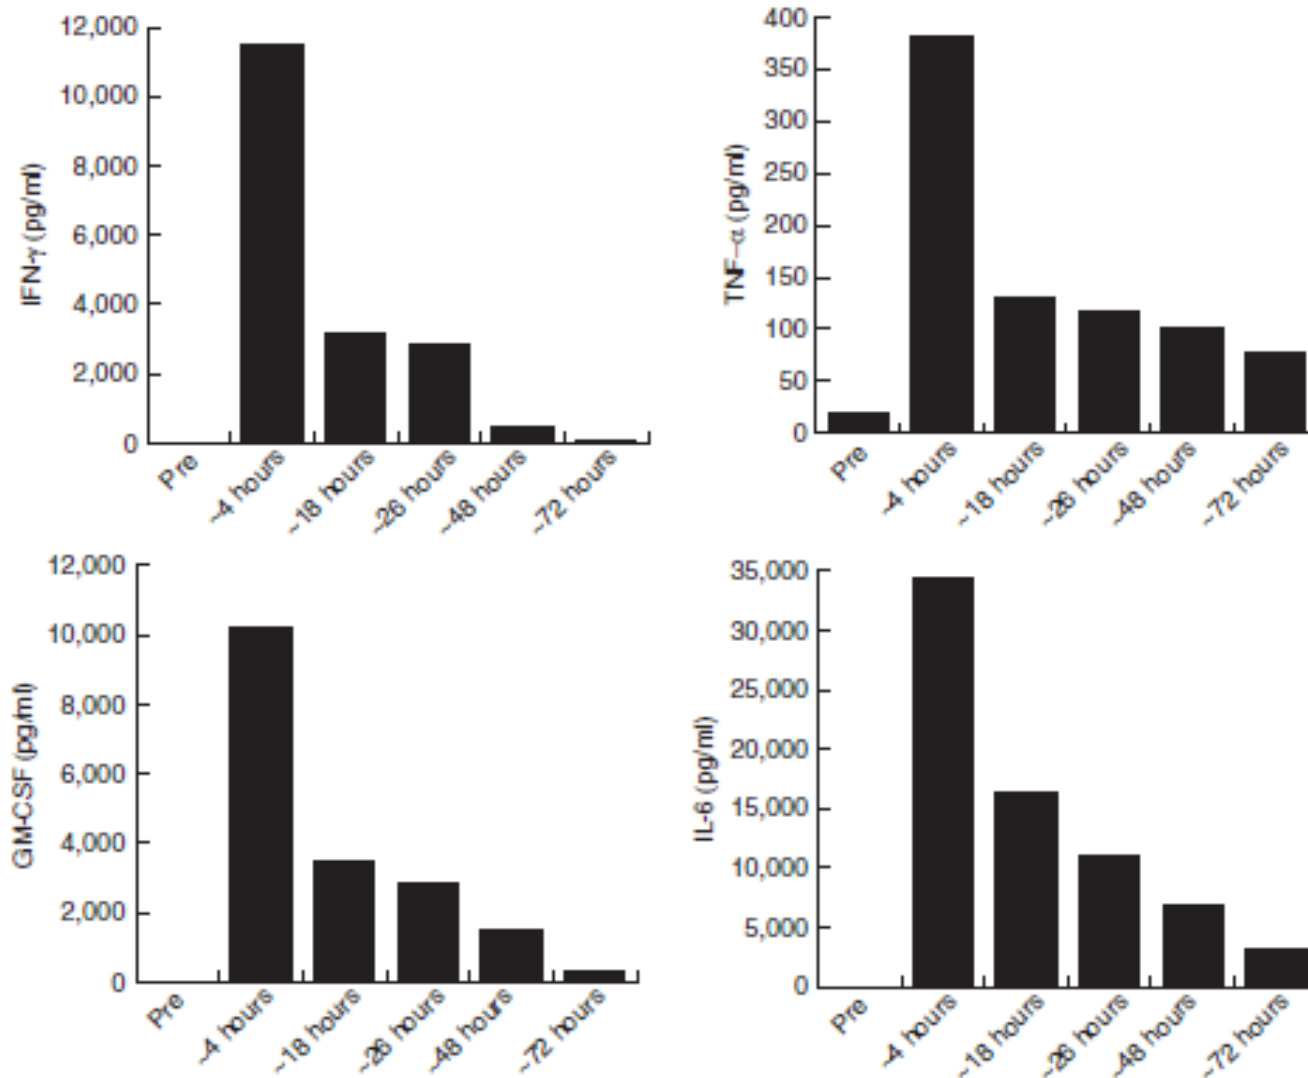 IFN-γ (pg/ml)
12,000
10,000
8,000
6,000
4,000
2,000
0
Pre
~4 hours
~18 hours
~26 hours
~48 hours
~72 hours
TNF-α (pg/ml)
400
350
300
250
200
150
100
50
0
Pre
~4 hours
~18 hours
~26 hours
~48 hours
~72 hours
GM-CSF (pg/ml)
12,000
10,000
8,000
6,000
4,000
2,000
0
Pre
~4 hours
~18 hours
~26 hours
~48 hours
~72 hours
IL-6 (pg/ml)
35,000
30,000
25,000
20,000
15,000
10,000
5,000
0
Pre
~4 hours
~18 hours
~26 hours
~48 hours
~72 hours